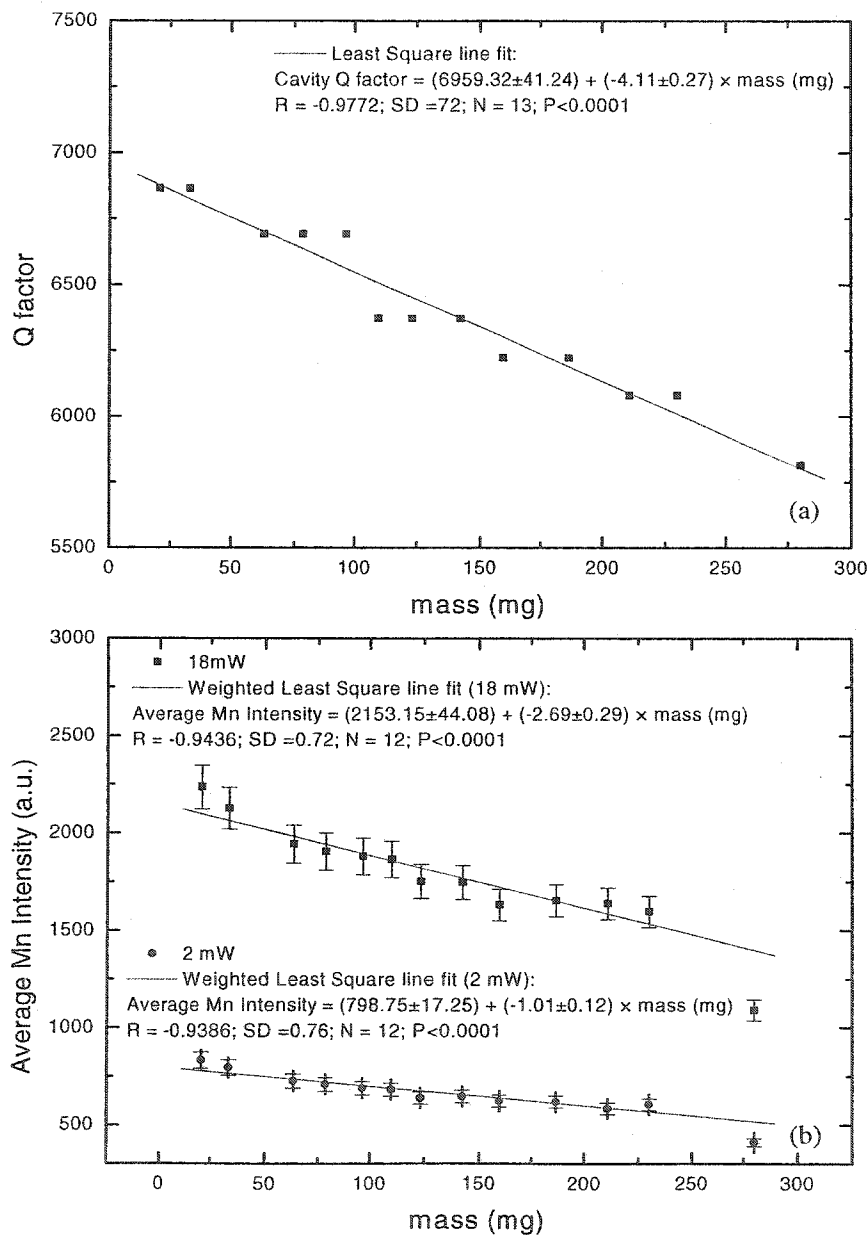 7500
7000
6500
6000
5500
Q factor
Least Square line fit:
Cavity Q factor = (6959.32±41.24) + (-4.11±0.27) × mass (mg)
R = -0.9772; SD =72; N = 13; P<0.0001
(a)
0 50 100 150 200 250 300
mass (mg)
3000
2500
2000
1500
1000
500
Average Mn Intensity (a.u.)
18mW
Weighted Least Square line fit (18 mW):
Average Mn Intensity = (2153.15±44.08) + (-2.69±0.29) × mass (mg)
R = -0.9436; SD =0.72; N = 12; P<0.0001
2 mW
Weighted Least Square line fit (2 mW):
Average Mn Intensity = (798.75±17.25) + (-1.01±0.12) × mass (mg)
R = -0.9386; SD =0.76; N = 12; P<0.0001
(b)
0 50 100 150 200 250 300
mass (mg)